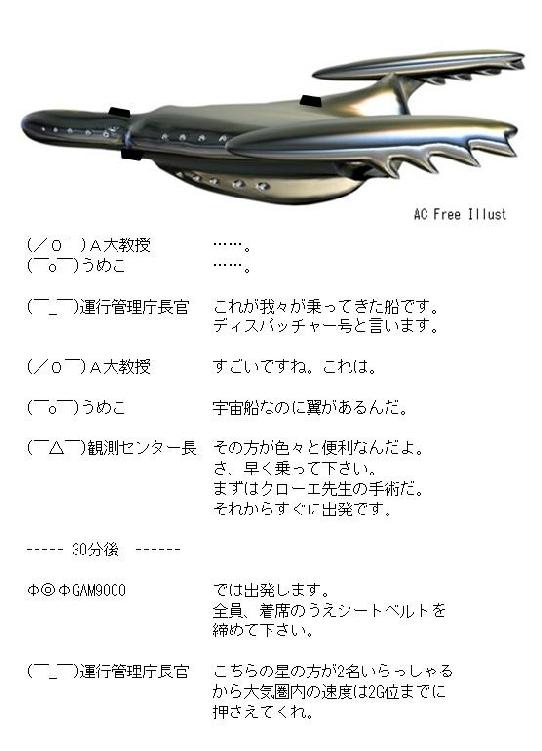 AC Free Illust
(／０　)Ａ大教授　……。
(￣o￣)うめこ　……。
(￣_￣)運行管理庁長官　これが我々が乗ってきた船です。
ディスパッチャー号と言います。
(／０￣)Ａ大教授　すごいですね。これは。
(￣o￣)うめこ　宇宙船なのに翼があるんだ。
(￣△￣)観測センター長　その方が色々と便利なんだよ。
さ、早く乗って下さい。
まずはクローエ先生の手術だ。
それからすぐに出発です。
----- 30分後 ------
Φ◎ΦGAM90CO　では出発します。
全員、着席のうえシートベルトを
締めて下さい。
(￣_￣)運行管理庁長官　こちらの星の方が2名いらっしゃる
から大気圏内の速度は2G位までに
押さえてくれ。